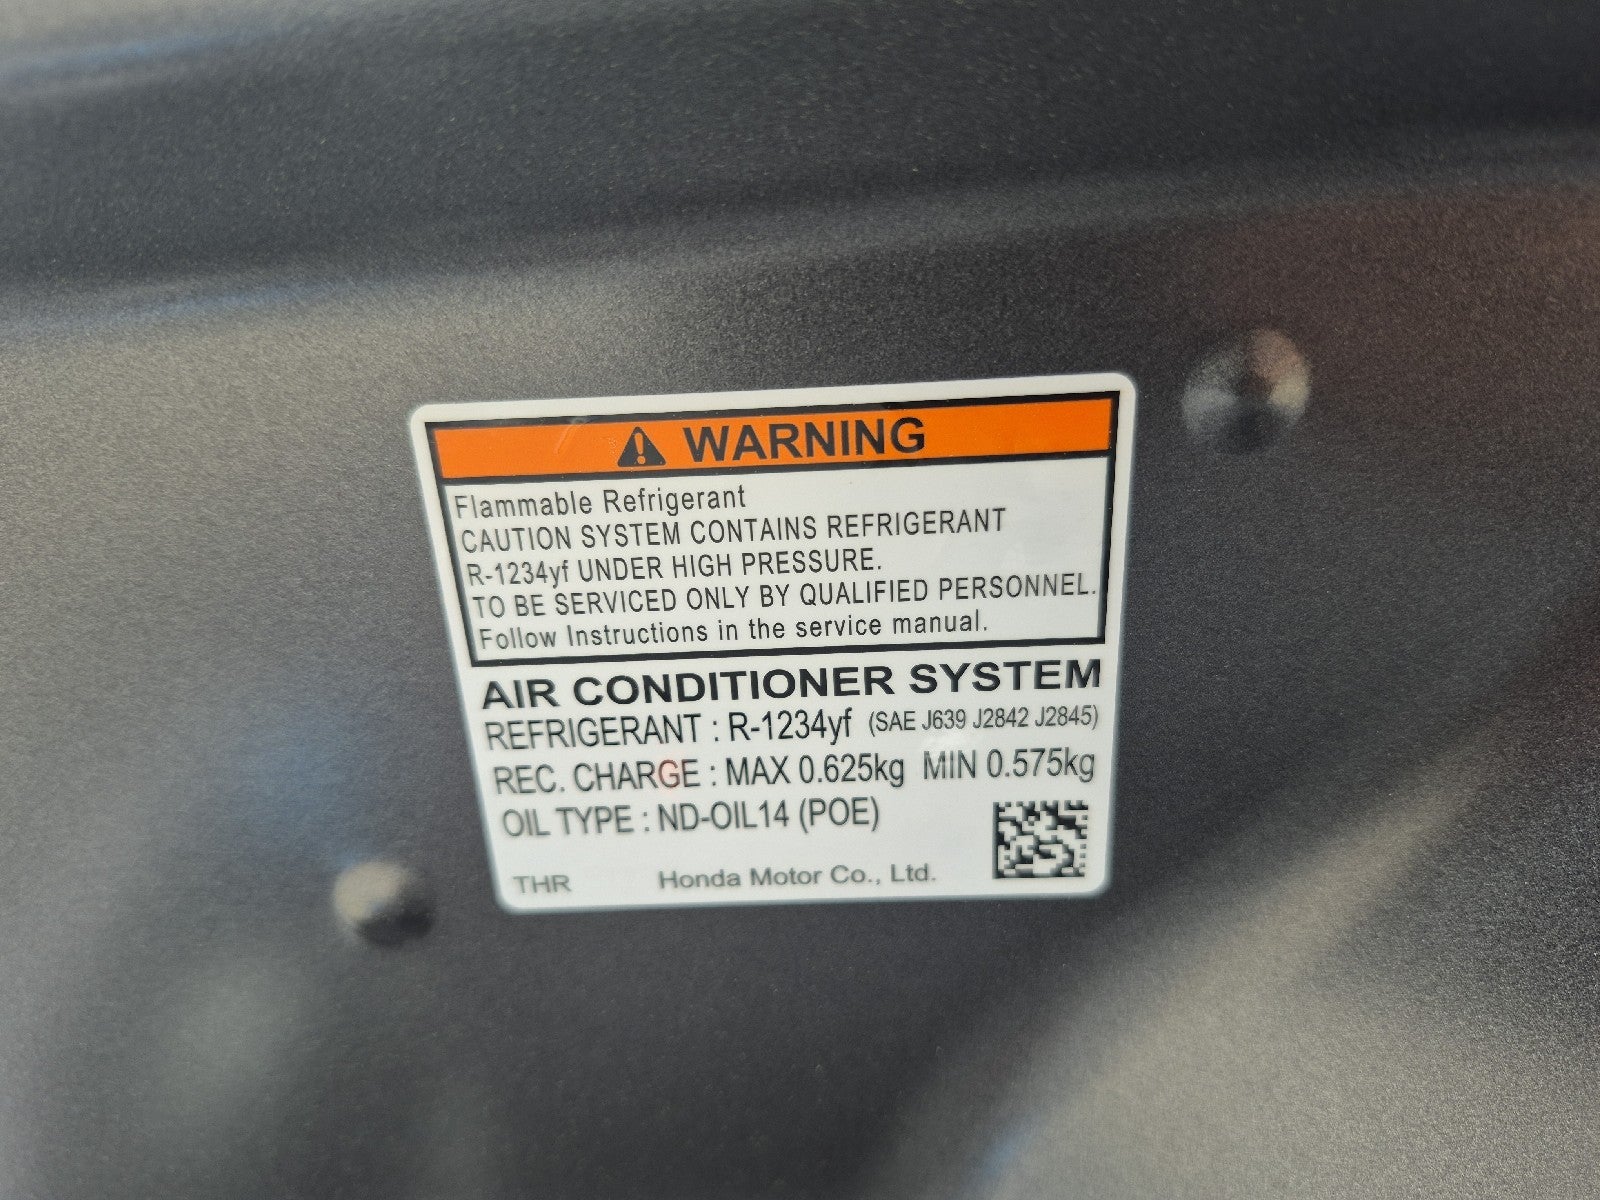 WARNING
Flammable Refrigerant
CAUTION SYSTEM CONTAINS REFRIGERANT
R-1234yf UNDER HIGH PRESSURE.
TO BE SERVICED ONLY BY QUALIFIED PERSONNEL.
Follow Instructions in the service manual.
AIR CONDITIONER SYSTEM
REFRIGERANT : R-1234yf (SAE J639 J2842 J2845)
REC. CHARGE : MAX 0.625kg MIN 0.575kg
OIL TYPE : ND-OIL14 (POE)
THR Honda Motor Co., Ltd.